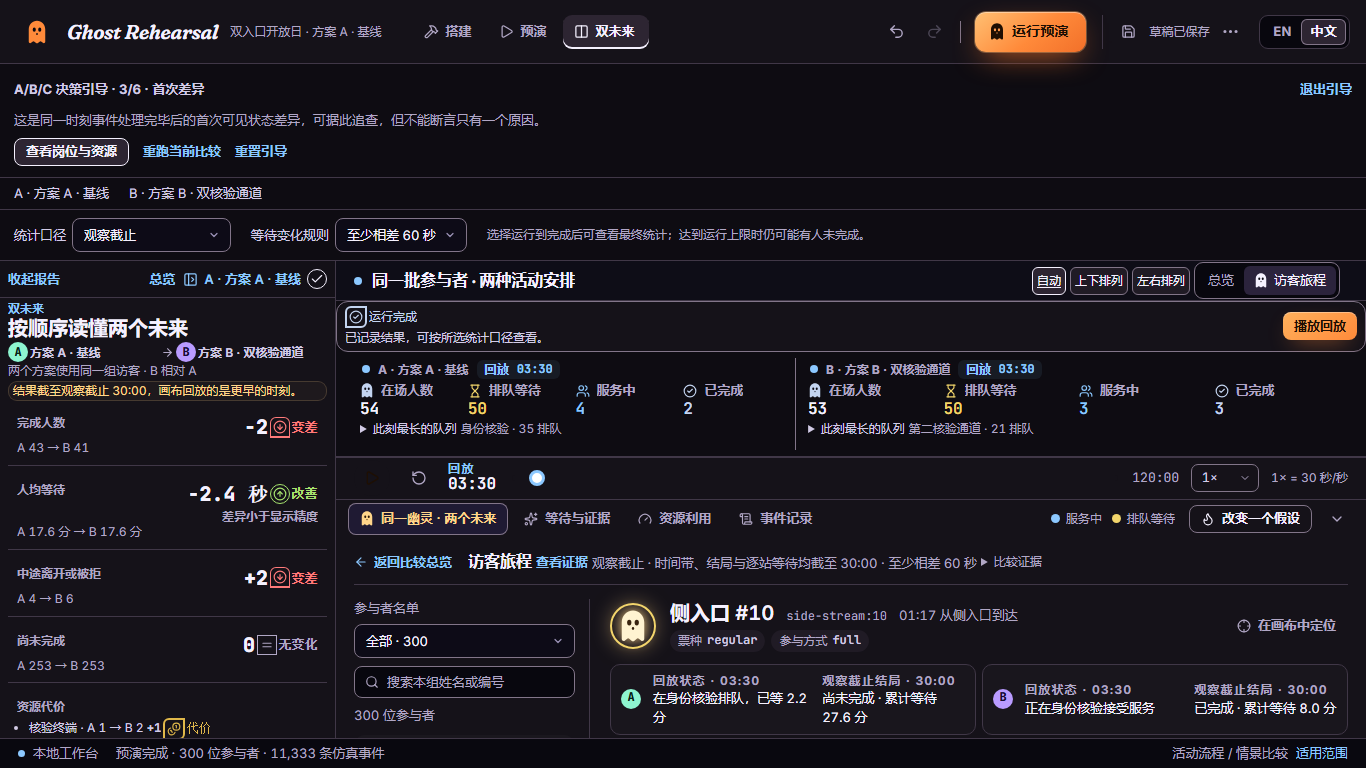 Ghost Rehearsal 双入口开放日 · 方案 A · 基线 搭建 预演 双未来 运行预演 草稿已保存 ··· EN 中文
A/B/C 决策引导 · 3/6 · 首次差异 退出引导
这是同一时刻事件处理完毕后的首次可见状态差异，可据此追查，但不能断言只有一个原因。
查看岗位与资源 重跑当前比较 重置引导
A · 方案 A · 基线 B · 方案 B · 双核验通道
统计口径 观察截止 等待变化规则 至少相差 60 秒 选择运行到完成后可查看最终统计；达到运行上限时仍可能有人未完成。
收起报告 总览 A · 方案 A · 基线
双未来
按顺序读懂两个未来
A 方案 A · 基线 → B 方案 B · 双核验通道
两个方案使用同一组访客 · B 相对 A
结果截至观察截止 30:00，画布回放的是更早的时刻。
完成人数 -2 变差
A 43 → B 41
人均等待 -2.4 秒 改善
差异小于显示精度
A 17.6 分 → B 17.6 分
中途离开或被拒 +2 变差
A 4 → B 6
尚未完成 0 无变化
A 253 → B 253
资源代价
• 核验终端 · A 1 → B 2 +1 代价
同一批参与者 · 两种活动安排 自动 上下排列 左右排列 总览 访客旅程
运行完成
已记录结果，可按所选统计口径查看。 播放回放
A · 方案 A · 基线 回放 03:30
在场人数 排队等待 服务中 已完成
54 50 4 2
▶ 此刻最长的队列 身份核验 · 35 排队
B · 方案 B · 双核验通道 回放 03:30
在场人数 排队等待 服务中 已完成
53 50 3 3
▶ 此刻最长的队列 第二核验通道 · 21 排队
回放
03:30 120:00 1× 1× = 30 秒/秒
同一幽灵 · 两个未来 等待与证据 资源利用 事件记录 服务中 排队等待 改变一个假设
← 返回比较总览 访客旅程 查看证据 观察截止 · 时间带、结局与逐站等待均截至 30:00 · 至少相差 60 秒 ▶ 比较证据
参与者名单
全部 · 300
搜索本组姓名或编号
300 位参与者
侧入口 #10 side-stream:10 01:17 从侧入口到达
票种 regular 参与方式 full
在画布中定位
A 回放状态 · 03:30
在身份核验排队，已等 2.2
分
观察截止结局 · 30:00
尚未完成 · 累计等待
27.6 分
B 回放状态 · 03:30
正在身份核验接受服务
观察截止结局 · 30:00
已完成 · 累计等待 8.0 分
本地工作台 预演完成 · 300 位参与者 · 11,333 条仿真事件 活动流程 / 情景比较 适用范围